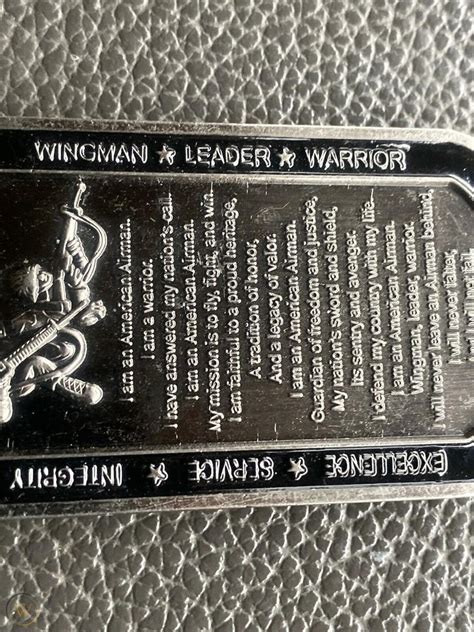 WINGMAN ★ LEADER ★ WARRIOR
I am an American Airman.
I am a warrior.
I have answered my nation's call.
I am an American Airman.
My mission is to fly, fight, and win.
I am faithful to a proud heritage,
A tradition of honor,
And a legacy of valor.
I am an American Airman.
Guardian of freedom and justice,
My nation's sword and shield,
Its sentry and avenger.
I defend my country with my life.
I am an American Airman.
Wingman, leader, warrior.
I will never leave an Airman behind,
I will never falter,
And I will not fail.
INTEGRITY ★ SERVICE ★ EXCELLENCE